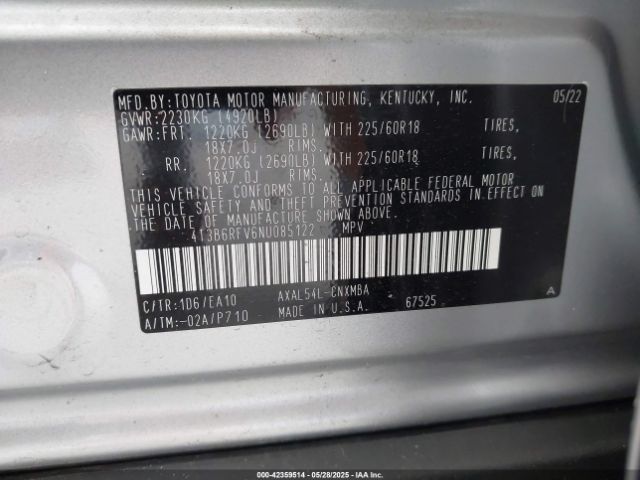 MFD.BY:TOYOTA MOTOR MANUFACTURING, KENTUCKY, INC. 05/22
GVWR:2230KG (4920LB)
GAWR:FRT. 1220KG (2690LB) WITH 225/60R18 TIRES,
18X7.0J RIMS.
RR. 1220KG (2690LB) WITH 225/60R18 TIRES,
18X7.0J RIMS.
THIS VEHICLE CONFORMS TO ALL APPLICABLE FEDERAL MOTOR
VEHICLE SAFETY AND THEFT PREVENTION STANDARDS IN EFFECT ON
THE DATE OF MANUFACTURE SHOWN ABOVE.
4T3B6RFV6NU085122 MPV
C/TR:1D6/EA10 AXAL54L-CNXMBA A
A/TM:-02A/P710 MADE IN U.S.A. 67525
000-42359514 - 05/28/2025 - IAAI.COM